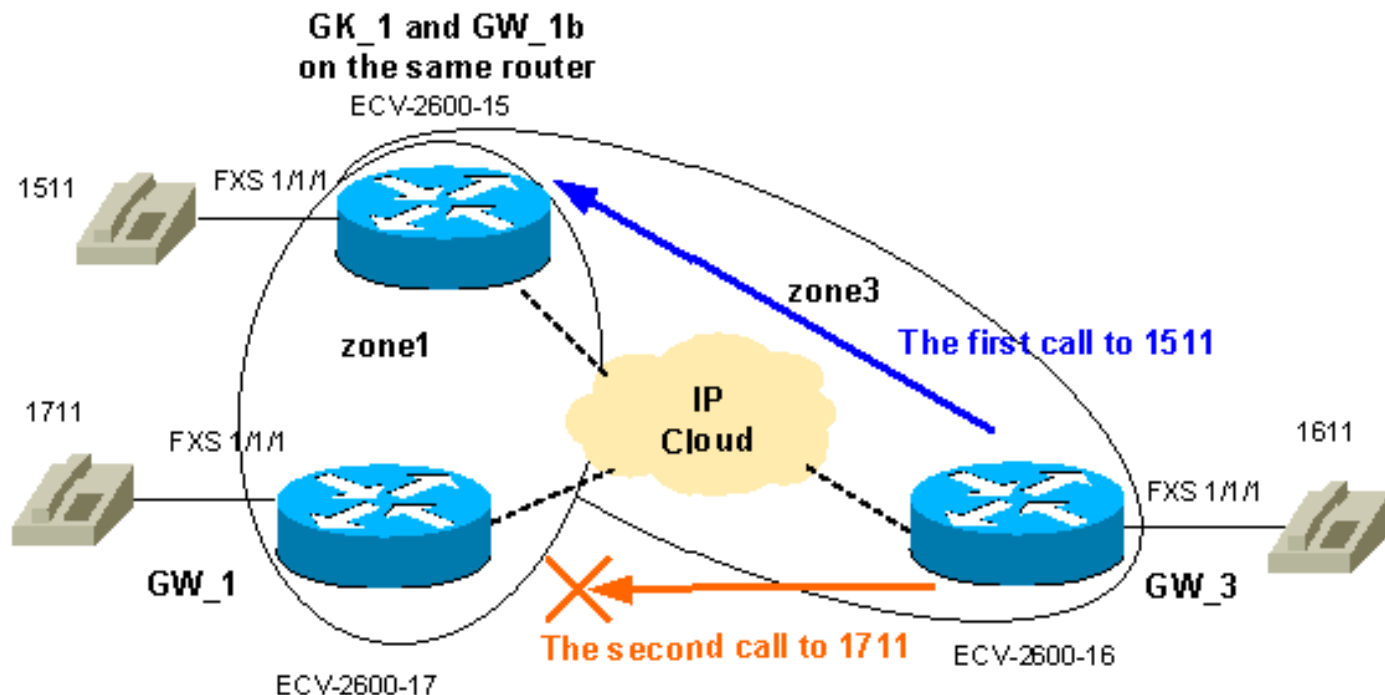 GK_1 and GW_1b
on the same router
ECV-2600-15
1511
FXS 1/1/1
zone3
The first call to 1511
zone1
IP
Cloud
1711
FXS 1/1/1
1611
FXS 1/1/1
GW_1
GW_3
The second call to 1711
ECV-2600-16
ECV-2600-17